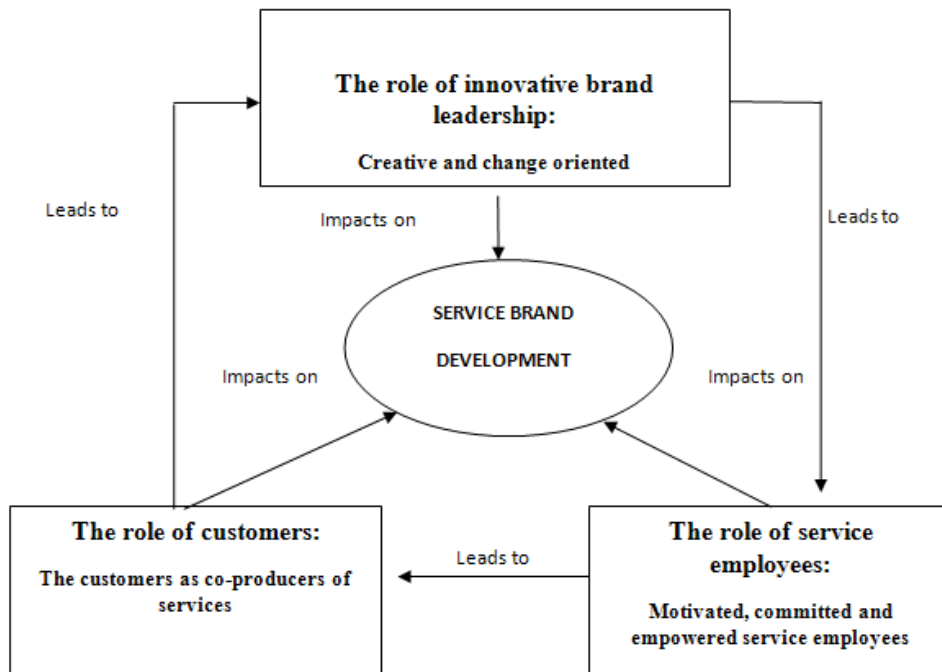 The role of innovative brand
leadership:
Creative and change oriented
Leads to
Impacts on
Leads to
SERVICE BRAND
DEVELOPMENT
Impacts on
Impacts on
The role of customers:
The customers as co-producers of
services
Leads to
The role of service
employees:
Motivated, committed and
empowered service employees